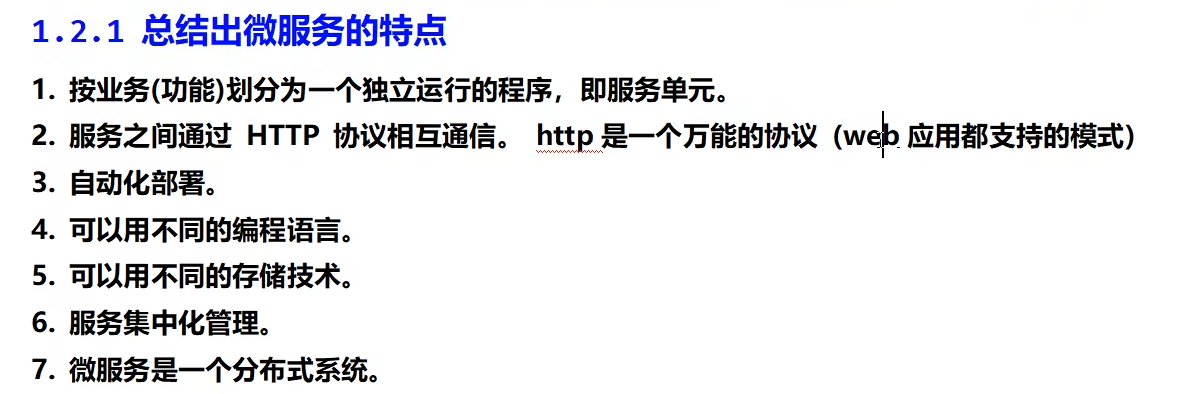 1.2.1 总结出微服务的特点
1. 按业务(功能)划分为一个独立运行的程序，即服务单元。
2. 服务之间通过 HTTP 协议相互通信。 http 是一个万能的协议（web 应用都支持的模式）
3. 自动化部署。
4. 可以用不同的编程语言。
5. 可以用不同的存储技术。
6. 服务集中化管理。
7. 微服务是一个分布式系统。